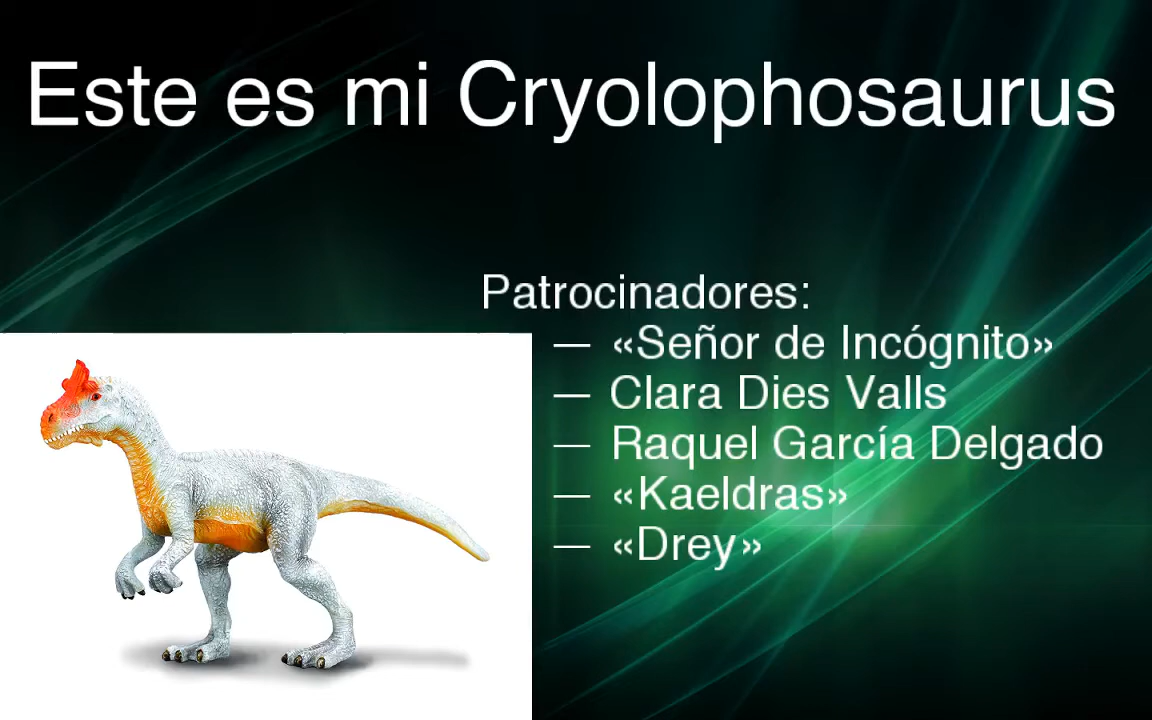 Este es mi Cryolophosaurus
Patrocinadores:
— «Señor de Incógnito»
— Clara Dies Valls
— Raquel García Delgado
— «Kaeldras»
— «Drey»